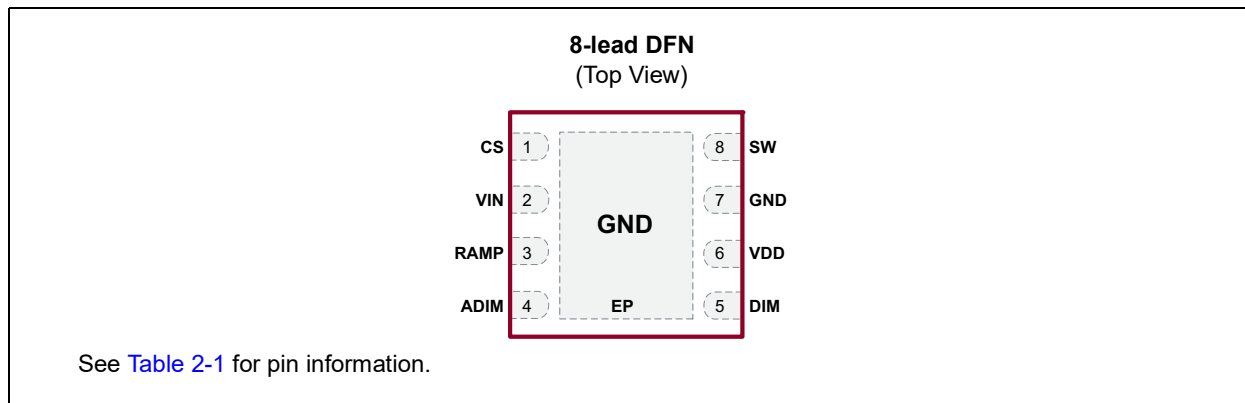 8-lead DFN
(Top View)
CS 1 8 SW
VIN 2 7 GND
GND
RAMP 3 6 VDD
ADIM 4 EP 5 DIM
See Table 2-1 for pin information.